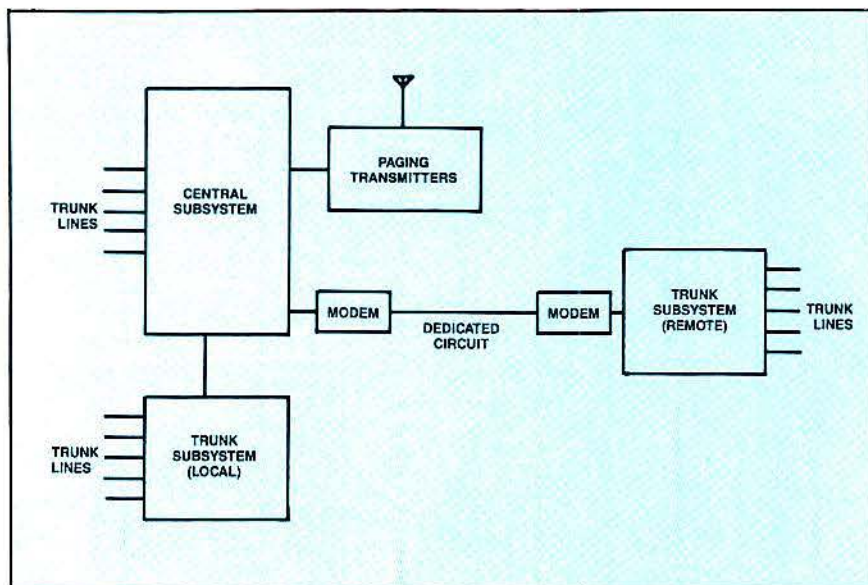 PAGING
TRANSMITTERS
CENTRAL
SUBSYSTEM
TRUNK
LINES
MODEM
DEDICATED
CIRCUIT
MODEM
TRUNK
SUBSYSTEM
(REMOTE)
TRUNK
LINES
TRUNK
LINES
TRUNK
SUBSYSTEM
(LOCAL)